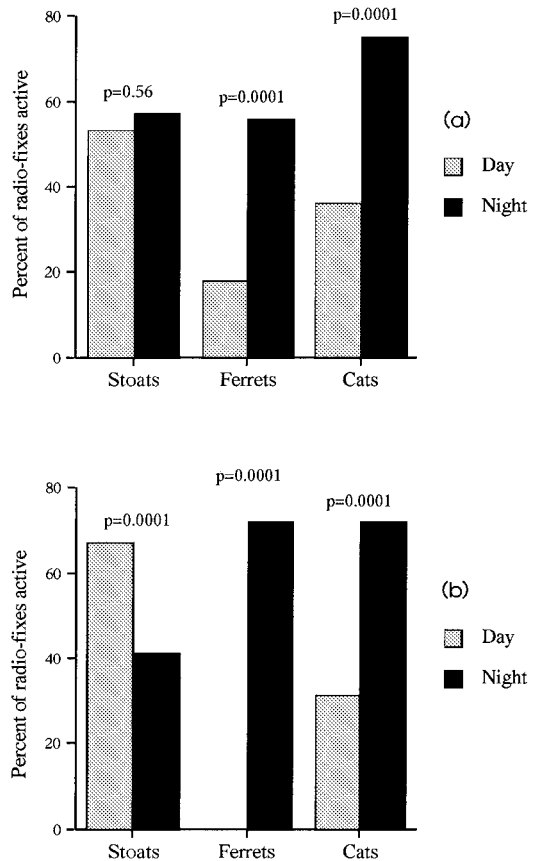 80
p=0.0001
p=0.56
p=0.0001
60
(a)
Day
40
Night
20
0
Percent of radio-fixes active
Stoats
Ferrets
Cats
p=0.0001
80
p=0.0001
p=0.0001
60
(b)
Day
40
Night
20
0
Percent of radio-fixes active
Stoats
Ferrets
Cats